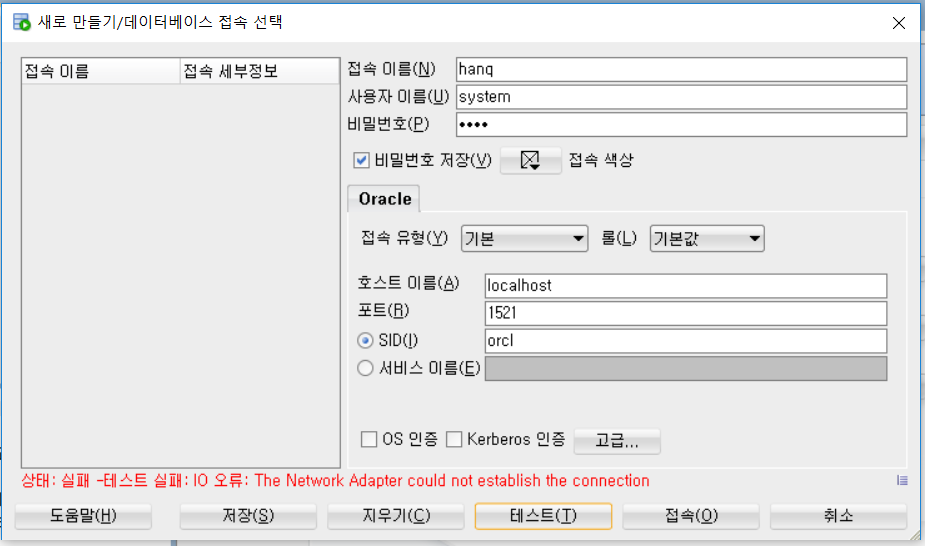 새로 만들기/데이터베이스 접속 선택
접속 이름 접속 세부정보
접속 이름(N) hanq
사용자 이름(U) system
비밀번호(P) ••••
비밀번호 저장(V) 접속 색상
Oracle
접속 유형(Y) 기본 롤(L) 기본값
호스트 이름(A) localhost
포트(R) 1521
SID(I) orcl
서비스 이름(E)
OS 인증 Kerberos 인증 고급...
상태: 실패 -테스트 실패: IO 오류: The Network Adapter could not establish the connection
도움말(H) 저장(S) 지우기(C) 테스트(T) 접속(O) 취소